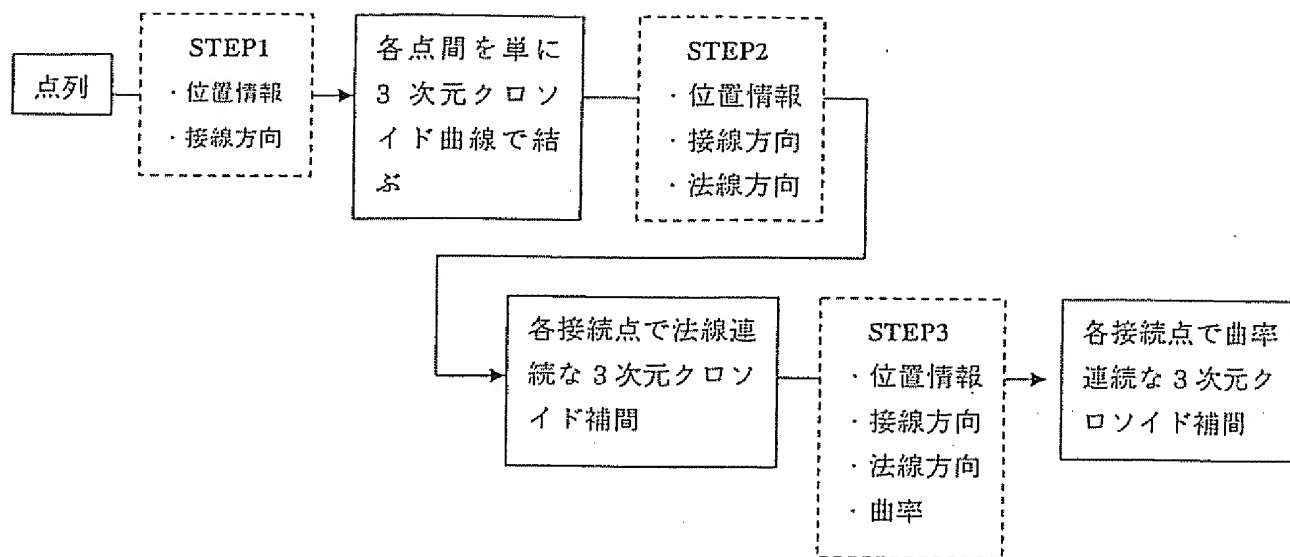 点列
STEP1
・位置情報
・接線方向
各点間を単に
3 次元クロソ
イド曲線で結
ぶ
STEP2
・位置情報
・接線方向
・法線方向
各接続点で法線連
続な 3 次元クロソ
イド補間
STEP3
・位置情報
・接線方向
・法線方向
・曲率
各接続点で曲率
連続な 3 次元ク
ロソイド補間